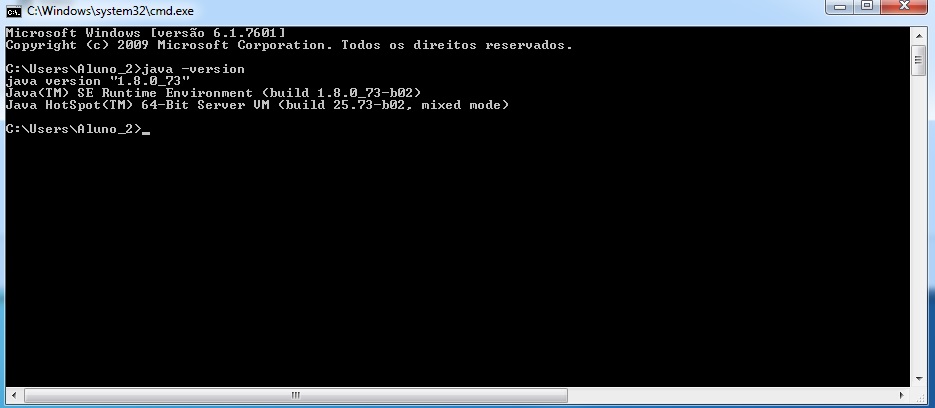 C:\Windows\system32\cmd.exe
Microsoft Windows [versão 6.1.7601]
Copyright (c) 2009 Microsoft Corporation. Todos os direitos reservados.
C:\Users\Aluno_2>java -version
java version "1.8.0_73"
Java(TM) SE Runtime Environment (build 1.8.0_73-b02)
Java HotSpot(TM) 64-Bit Server VM (build 25.73-b02, mixed mode)
C:\Users\Aluno_2>_